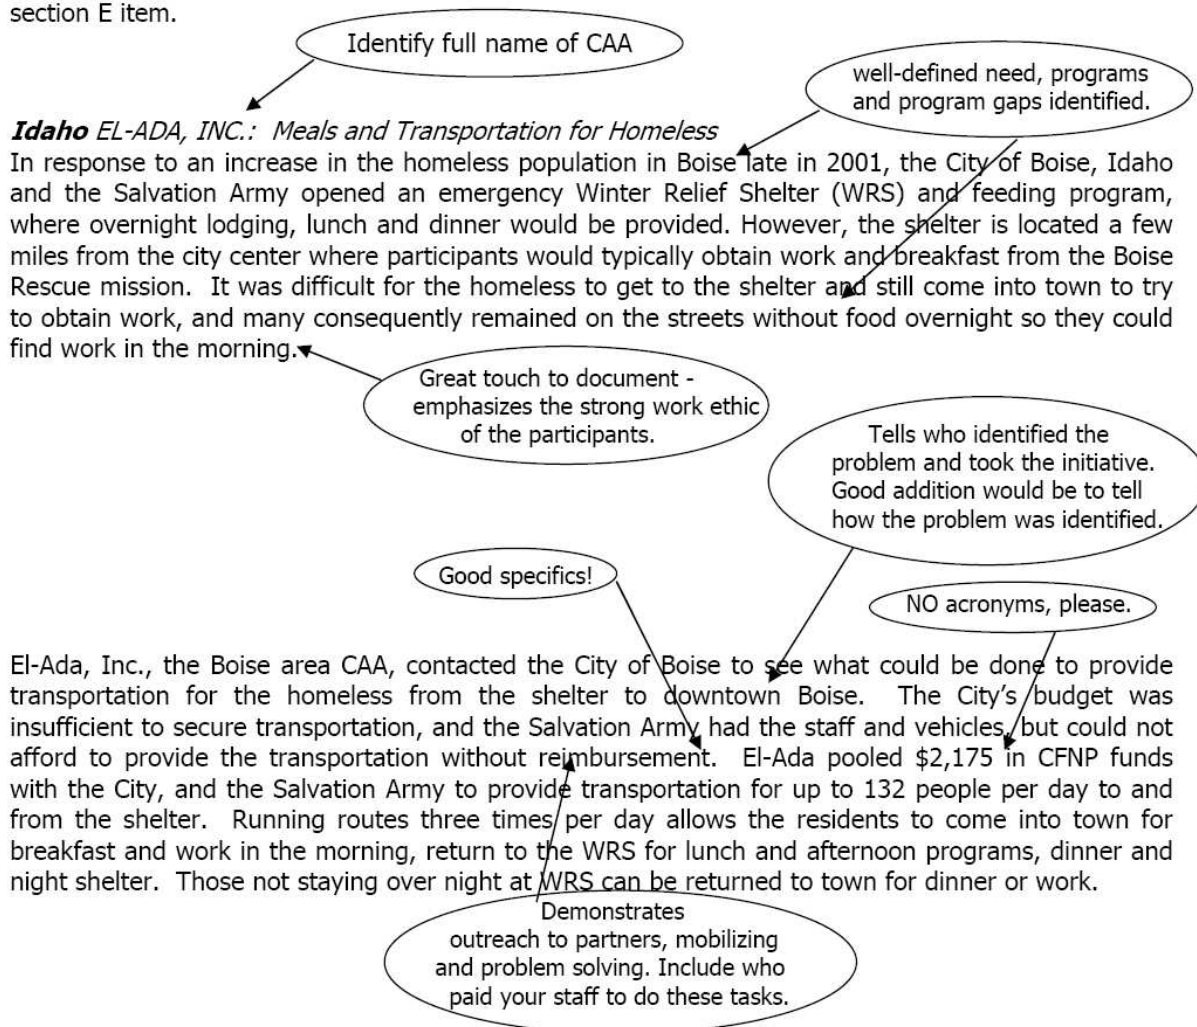 section E item.
Identify full name of CAA
well-defined need, programs
and program gaps identified.
Idaho EL-ADA, INC.: Meals and Transportation for Homeless
In response to an increase in the homeless population in Boise late in 2001, the City of Boise, Idaho
and the Salvation Army opened an emergency Winter Relief Shelter (WRS) and feeding program,
where overnight lodging, lunch and dinner would be provided. However, the shelter is located a few
miles from the city center where participants would typically obtain work and breakfast from the Boise
Rescue mission. It was difficult for the homeless to get to the shelter and still come into town to try
to obtain work, and many consequently remained on the streets without food overnight so they could
find work in the morning.
Great touch to document -
emphasizes the strong work ethic
of the participants.
Tells who identified the
problem and took the initiative.
Good addition would be to tell
how the problem was identified.
Good specifics!
NO acronyms, please.
El-Ada, Inc., the Boise area CAA, contacted the City of Boise to see what could be done to provide
transportation for the homeless from the shelter to downtown Boise. The City's budget was
insufficient to secure transportation, and the Salvation Army had the staff and vehicles, but could not
afford to provide the transportation without reimbursement. El-Ada pooled $2,175 in CFNP funds
with the City, and the Salvation Army to provide transportation for up to 132 people per day to and
from the shelter. Running routes three times per day allows the residents to come into town for
breakfast and work in the morning, return to the WRS for lunch and afternoon programs, dinner and
night shelter. Those not staying over night at WRS can be returned to town for dinner or work.
Demonstrates
outreach to partners, mobilizing
and problem solving. Include who
paid your staff to do these tasks.